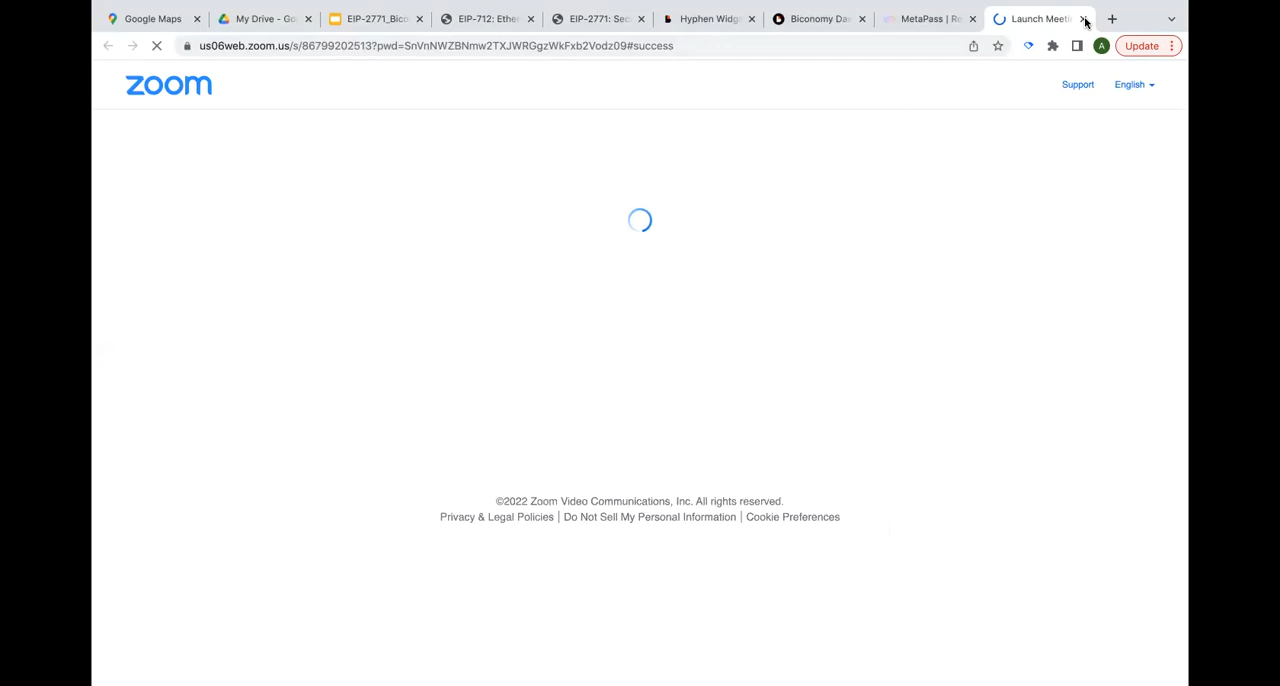 Google Maps
My Drive - Go
EIP-2771_Bico
EIP-712: Ethe
EIP-2771: Sec
Hyphen Widg
Biconomy Da
MetaPass | Re
Launch Meeti
us06web.zoom.us/s/86799202513?pwd=SnVnNWZBNmw2TXJWRGgzWkFxb2Vodz09#success
A
Update
zoom
Support
English
©2022 Zoom Video Communications, Inc. All rights reserved.
Privacy & Legal Policies | Do Not Sell My Personal Information | Cookie Preferences